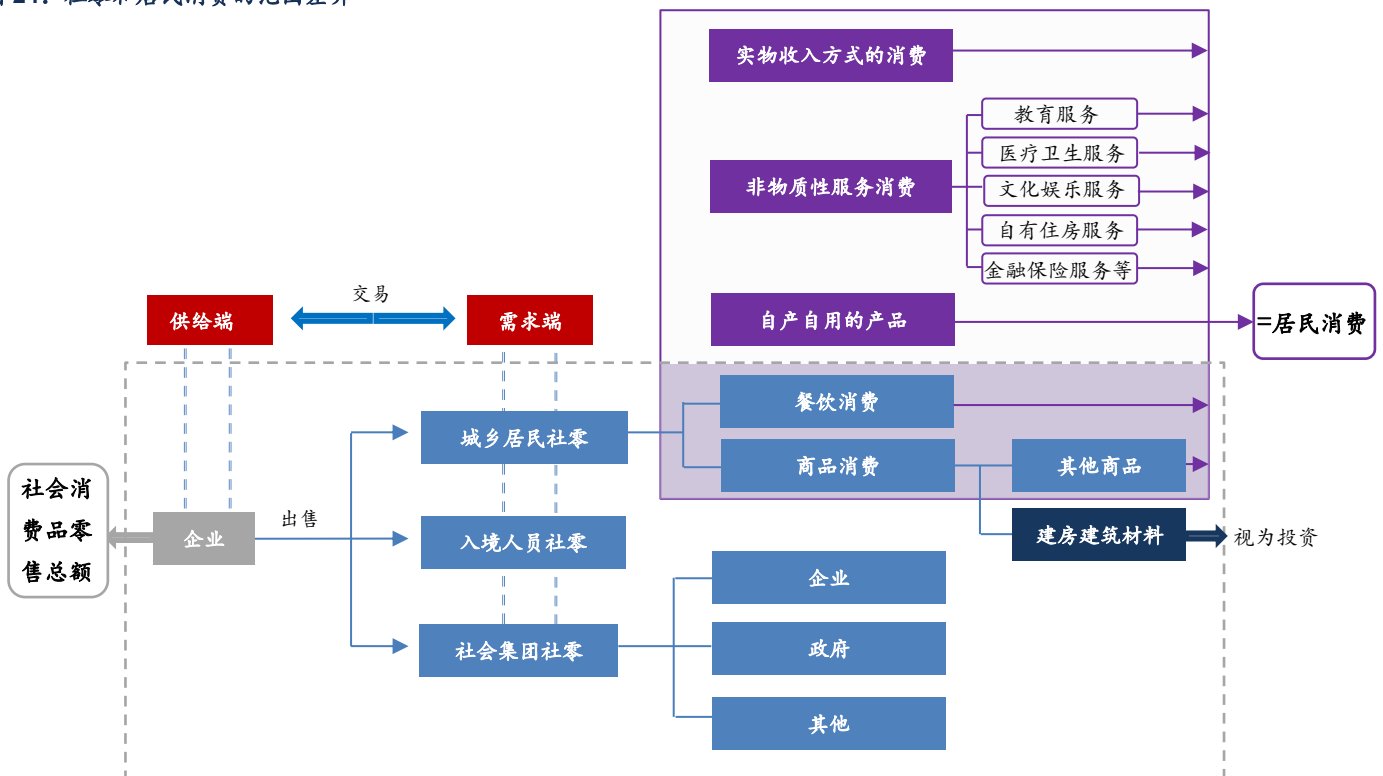 21:
实物收入方式的消费
教育服务
医疗卫生服务
非物质性服务消费
文化娱乐服务
自有住房服务
金融保险服务等
交易
供给端
需求端
自产自用的产品
=居民消费
餐饮消费
城乡居民社零
商品消费
其他商品
社会消
费品零
售总额
企业
出售
入境人员社零
建房建筑材料
视为投资
企业
社会集团社零
政府
其他